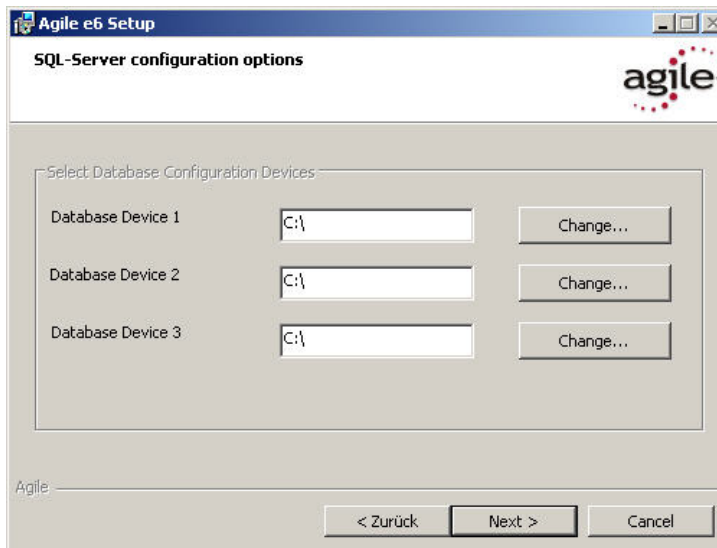 Agile e6 Setup
SQL-Server configuration options
agile
Select Database Configuration Devices
Database Device 1 C:\ Change...
Database Device 2 C:\ Change...
Database Device 3 C:\ Change...
Agile
< Zurück Next > Cancel